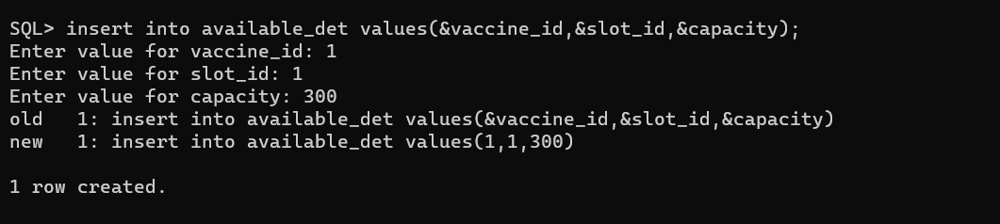 SQL> insert into available_det values(&vaccine_id,&slot_id,&capacity);
Enter value for vaccine_id: 1
Enter value for slot_id: 1
Enter value for capacity: 300
old   1: insert into available_det values(&vaccine_id,&slot_id,&capacity)
new   1: insert into available_det values(1,1,300)
1 row created.